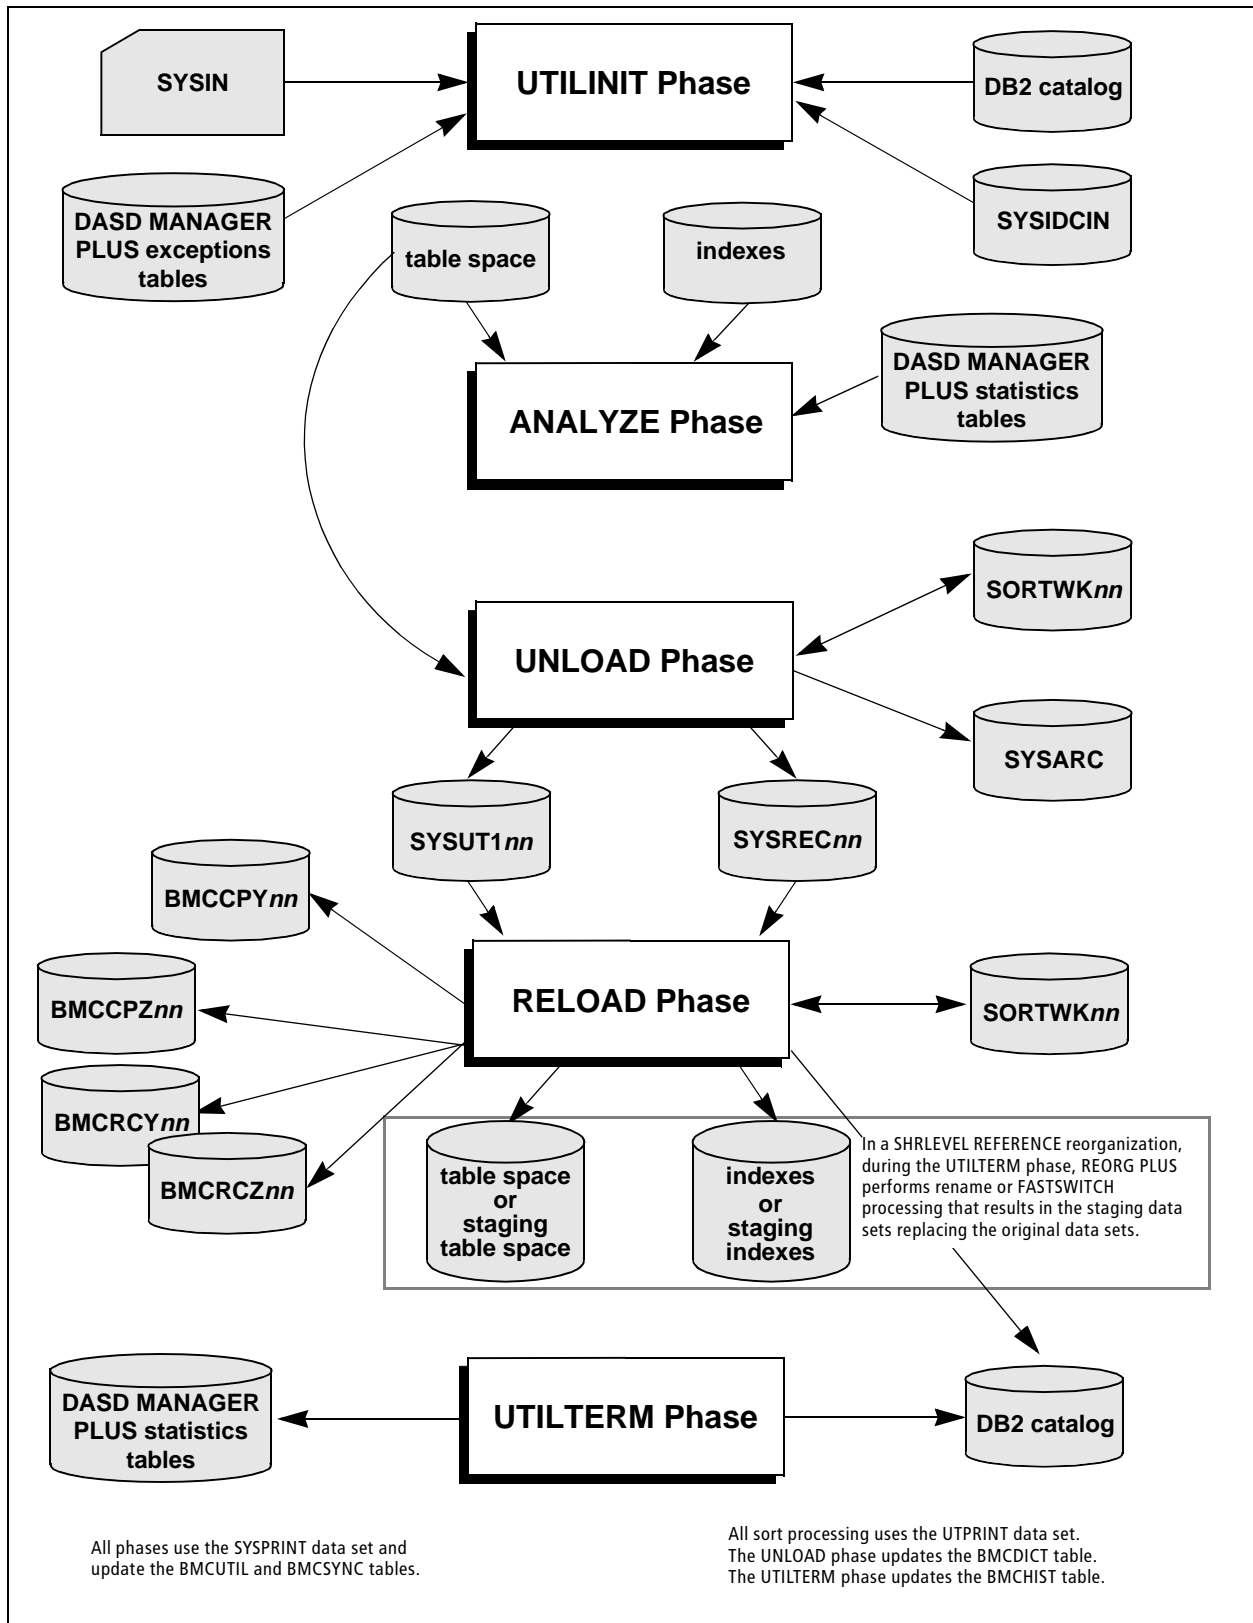 SYSIN
UTILINIT Phase
DB2 catalog
DASD MANAGER
PLUS exceptions
tables
SYSIDCIN
table space
indexes
DASD MANAGER
PLUS statistics
tables
ANALYZE Phase
SORTWKnn
UNLOAD Phase
SYSARC
SYSUT1nn
SYSRECnn
BMCCPYnn
BMCCPZnn
RELOAD Phase
SORTWKnn
BMCRCYnn
BMCRCZnn
table space
or
staging
table space
indexes
or
staging
indexes
In a SHRLEVEL REFERENCE reorganization,
during the UTILTERM phase, REORG PLUS
performs rename or FASTSWITCH
processing that results in the staging data
sets replacing the original data sets.
DASD MANAGER
PLUS statistics
tables
UTILTERM Phase
DB2 catalog
All phases use the SYSPRINT data set and
update the BMCUTIL and BMCSYNC tables.
All sort processing uses the UTPRINT data set.
The UNLOAD phase updates the BMCDICT table.
The UTILTERM phase updates the BMCHIST table.